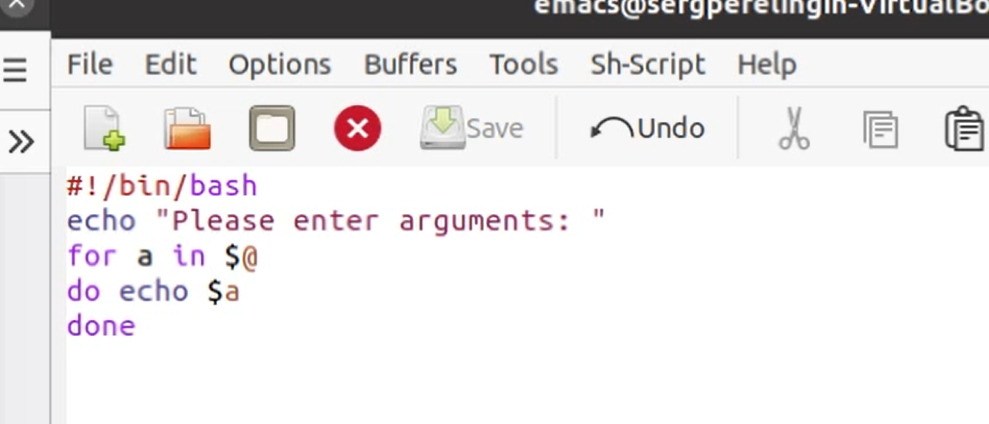 emacs@sergperelingin-VirtualBo
File Edit Options Buffers Tools Sh-Script Help
Save Undo
#!/bin/bash
echo "Please enter arguments: "
for a in $@
do echo $a
done